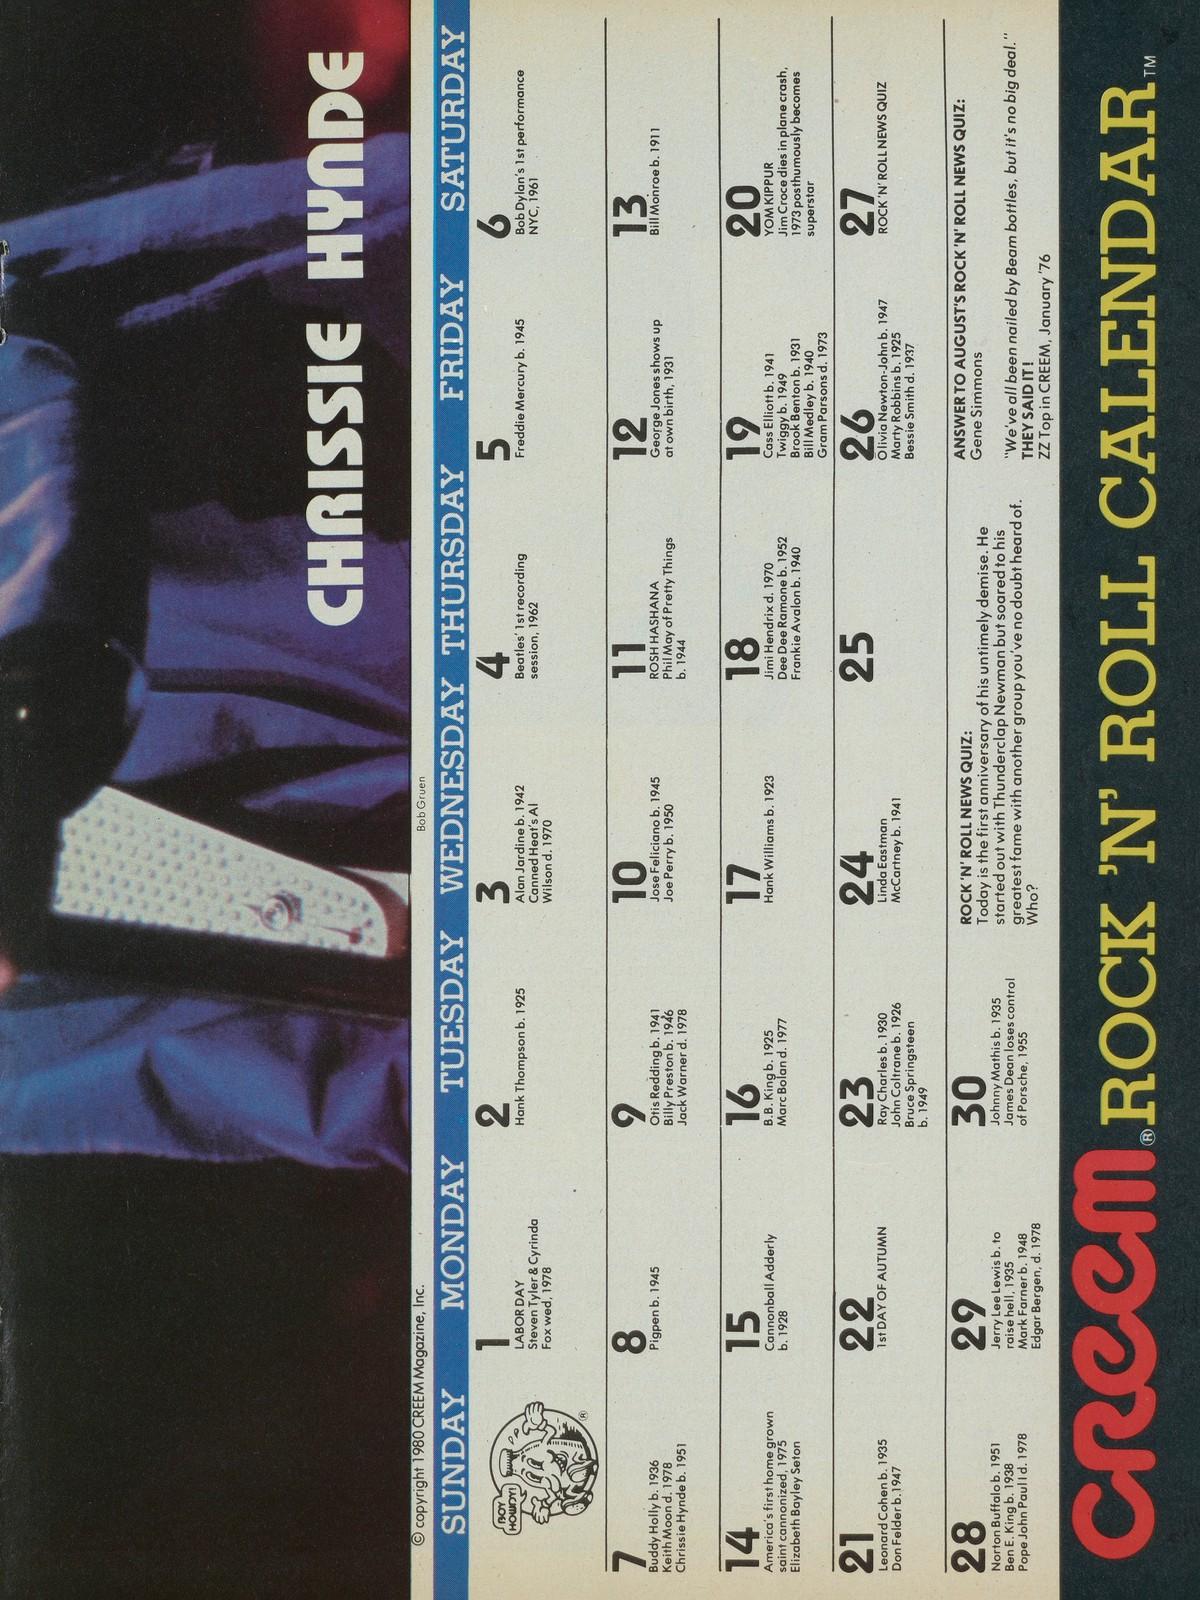 CHRISSIE HYNDE
© copyright 1980 CREEM Magazine, Inc.
Bob Gruen
SUNDAY MONDAY TUESDAY WEDNESDAY THURSDAY FRIDAY SATURDAY
BOY
HOWDY!
®
1
LABOR DAY
Steven Tyler & Cyrinda
Fox wed, 1978
2
Hank Thompson b. 1925
3
Alan Jardine b. 1942
Canned Heat's Al
Wilson d. 1970
4
Beatles' 1st recording
session, 1962
5
Freddie Mercury b. 1945
6
Bob Dylan's 1st performance
NYC, 1961
7
Buddy Holly b. 1936
Keith Moon d. 1978
Chrissie Hynde b. 1951
8
Pigpen b. 1945
9
Otis Redding b. 1941
Billy Preston b. 1946
Jack Warner d. 1978
10
Jose Feliciano b. 1945
Joe Perry b. 1950
11
ROSH HASHANA
Phil May of Pretty Things
b. 1944
12
George Jones shows up
at own birth, 1931
13
Bill Monroe b. 1911
14
America's first home grown
saint cannonized, 1975
Elizabeth Bayley Seton
15
Cannonball Adderly
b. 1928
16
B.B. King b. 1925
Marc Bolan d. 1977
17
Hank Williams b. 1923
18
Jimi Hendrix d. 1970
Dee Dee Ramone b. 1952
Frankie Avalon b. 1940
19
Cass Elliott b. 1941
Twiggy b. 1949
Brook Benton b. 1931
Bill Medley b. 1940
Gram Parsons d. 1973
20
YOM KIPPUR
Jim Croce dies in plane crash,
1973 posthumously becomes
superstar
21
Leonard Cohen b. 1935
Don Felder b.1947
22
1st DAY OF AUTUMN
23
Ray Charles b. 1930
John Coltrane b. 1926
Bruce Springsteen
b. 1949
24
Linda Eastman
McCartney b. 1941
25
26
Olivia Newton-John b. 1947
Marty Robbins b. 1925
Bessie Smith d. 1937
27
ROCK 'N' ROLL NEWS QUIZ
28
Norton Buffalo b. 1951
Ben E. King b. 1938
Pope John Paul I d. 1978
29
Jerry Lee Lewis b. to
raise hell, 1935
Mark Farner b. 1948
Edgar Bergen, d. 1978
30
Johnny Mathis b. 1935
James Dean loses control
of Porsche, 1955
ROCK 'N' ROLL NEWS QUIZ:
Today is the first anniversary of his untimely demise. He
started out with Thunderclap Newman but soared to his
greatest fame with another group you've no doubt heard of.
Who?
ANSWER TO AUGUST'S ROCK 'N' ROLL NEWS QUIZ:
Gene Simmons
"We've all been nailed by Beam bottles, but it's no big deal."
THEY SAID IT!
ZZ Top in CREEM, January '76
CREEM® ROCK 'N' ROLL CALENDAR™